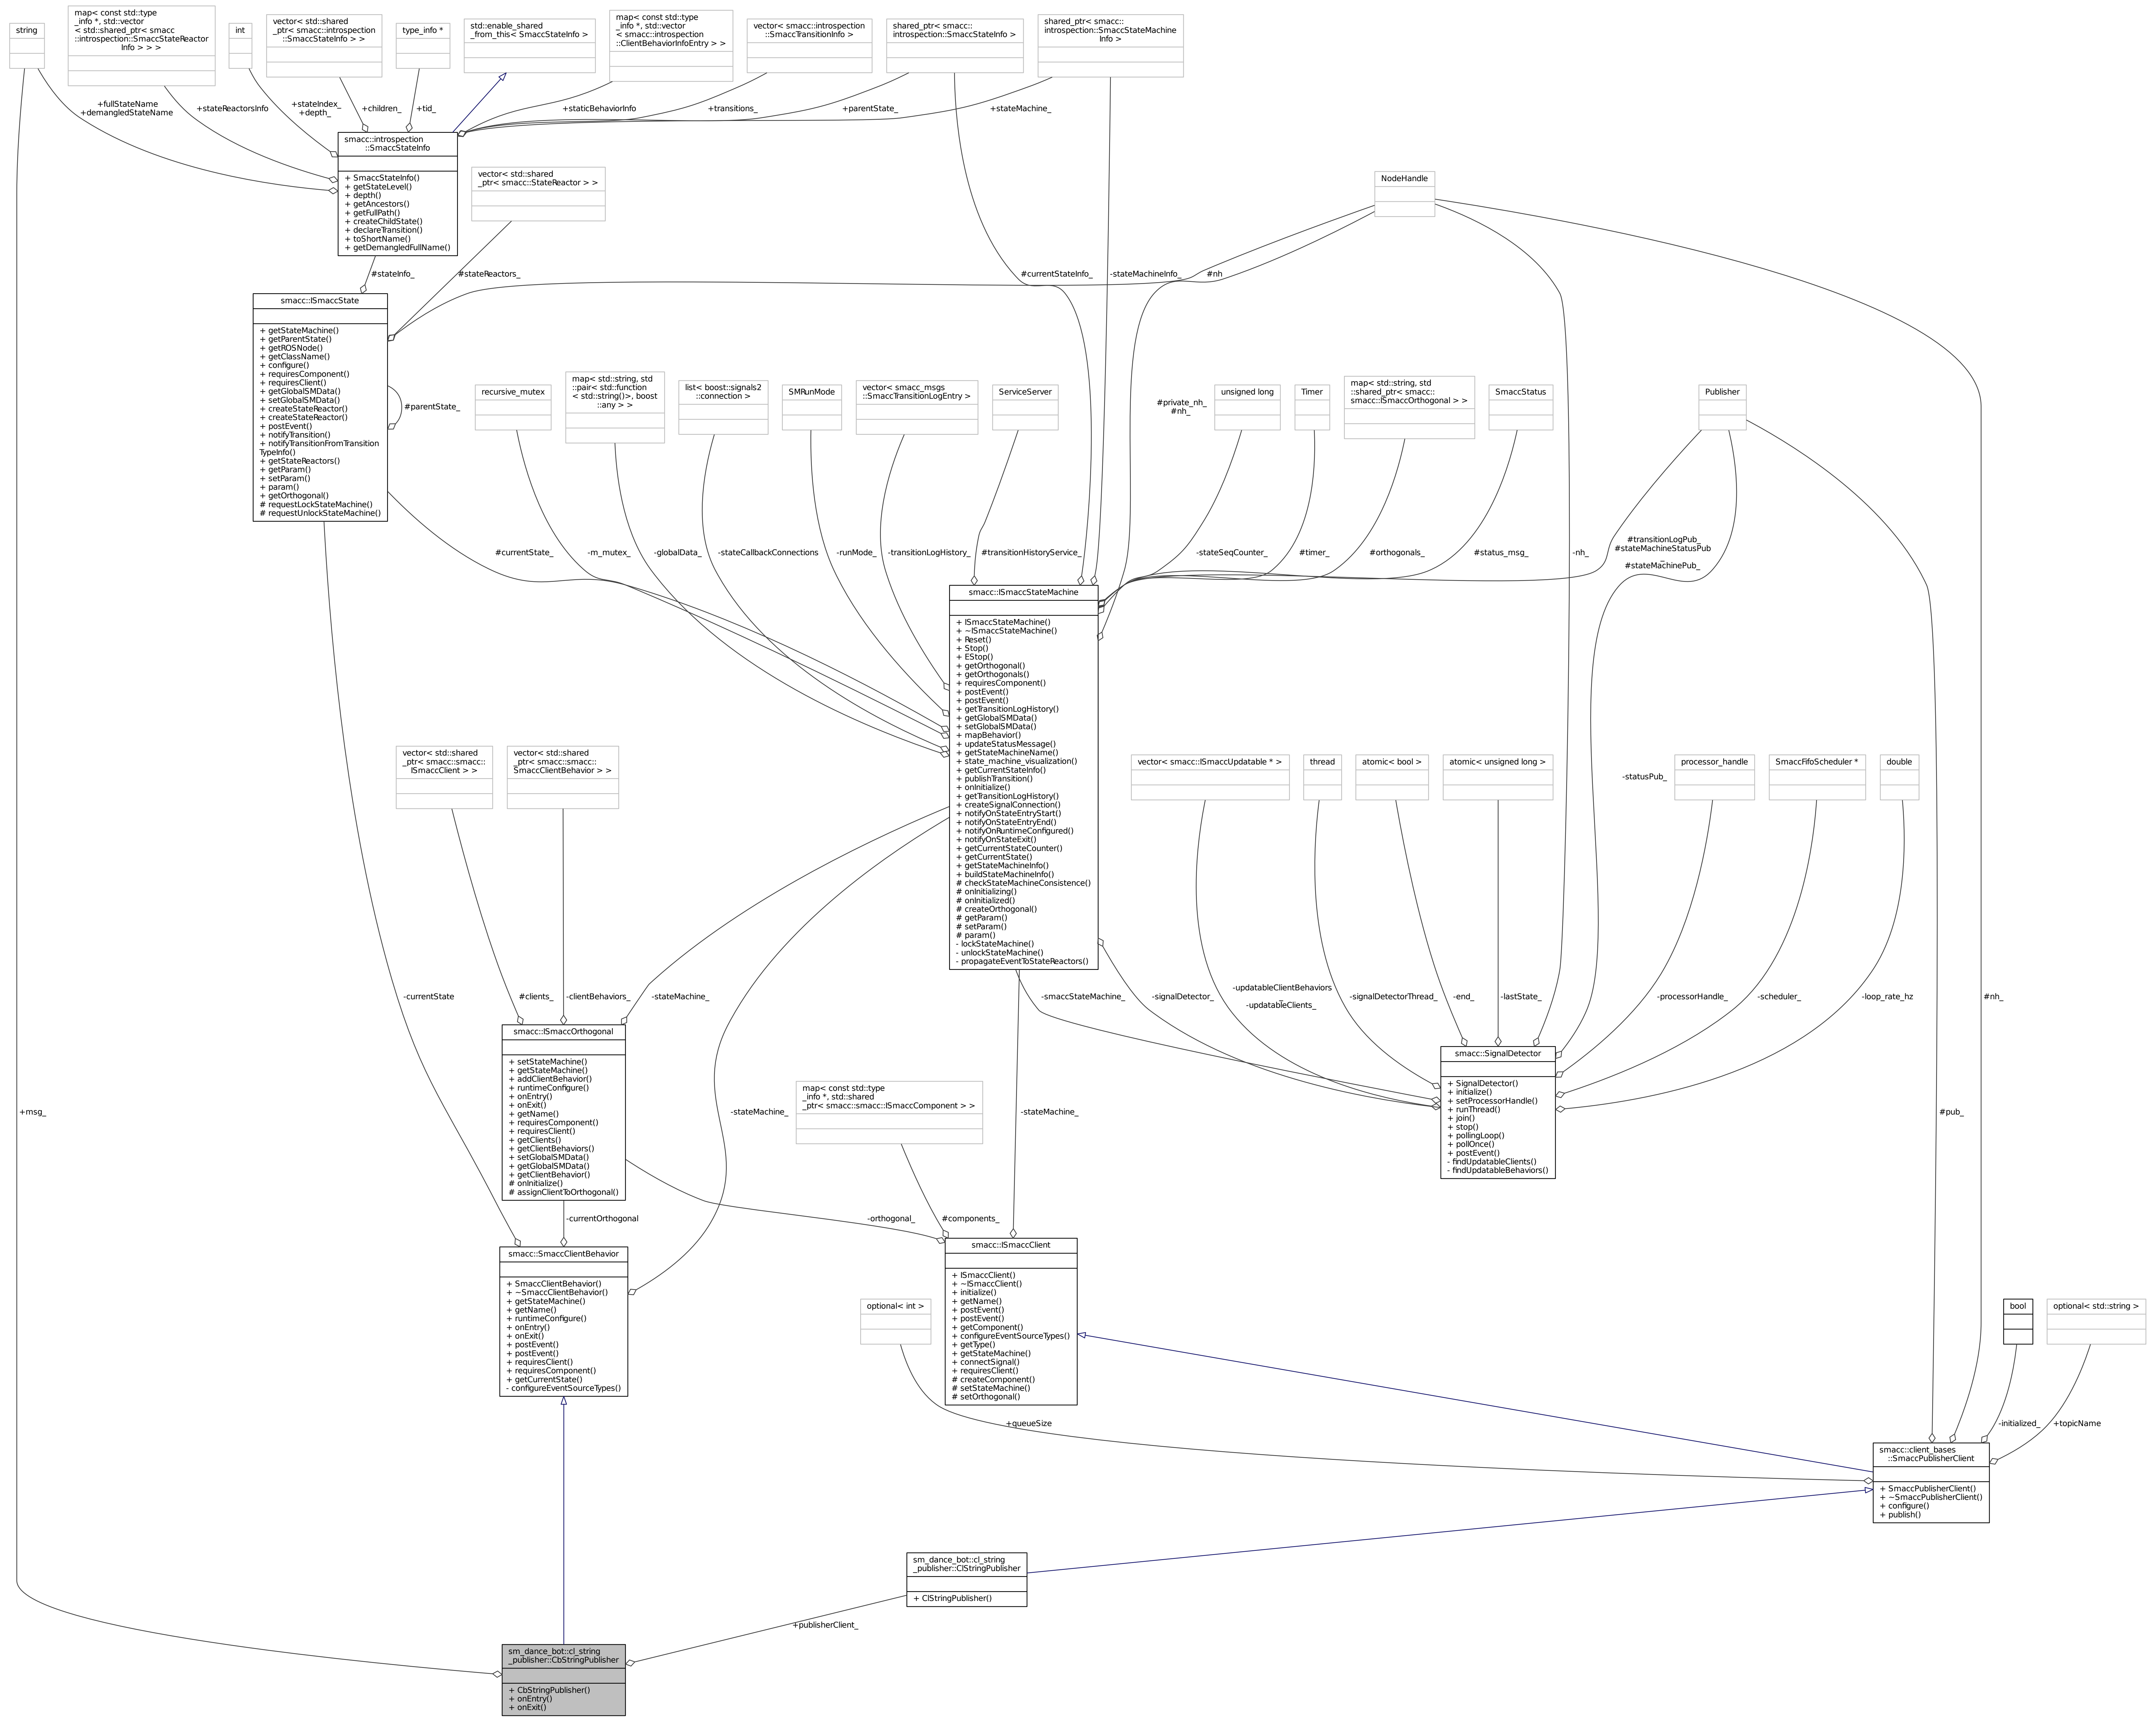 string
map< const std::type
_info *, std::vector
< std::shared_ptr< smacc
::introspection::SmaccStateReactor
Info > > >
int
vector< std::shared
_ptr< smacc::introspection
::SmaccStateInfo > >
type_info *
std::enable_shared
_from_this< SmaccStateInfo >
map< const std::type
_info *, std::vector
< smacc::introspection
::ClientBehaviorInfoEntry > >
vector< smacc::introspection
::SmaccTransitionInfo >
shared_ptr< smacc::
introspection::SmaccStateInfo >
shared_ptr< smacc::
introspection::SmaccStateMachine
Info >
+fullStateName
+demangledStateName
+stateReactorsInfo
+stateIndex_
+depth_
+children_
+tid_
+staticBehaviorInfo
+transitions_
+parentState_
+stateMachine_
smacc::introspection
::SmaccStateInfo
+ SmaccStateInfo()
+ getStateLevel()
+ depth()
+ getAncestors()
+ getFullPath()
+ createChildState()
+ declareTransition()
+ toShortName()
+ getDemangledFullName()
vector< std::shared
_ptr< smacc::StateReactor > >
NodeHandle
#stateInfo_
#stateReactors_
#currentStateInfo_
-stateMachineInfo_
#nh
smacc::ISmaccState
+ getStateMachine()
+ getParentState()
+ getROSNode()
+ getClassName()
+ configure()
+ requiresComponent()
+ requiresClient()
+ getGlobalSMData()
+ setGlobalSMData()
+ createStateReactor()
+ createStateReactor()
+ postEvent()
+ notifyTransition()
+ notifyTransitionFromTransition
TypeInfo()
+ getStateReactors()
+ getParam()
+ setParam()
+ param()
+ getOrthogonal()
# requestLockStateMachine()
# requestUnlockStateMachine()
#parentState_
recursive_mutex
map< std::string, std
::pair< std::function
< std::string()>, boost
::any > >
list< boost::signals2
::connection >
SMRunMode
vector< smacc_msgs
::SmaccTransitionLogEntry >
ServiceServer
#private_nh_
#nh_
unsigned long
Timer
map< std::string, std
::shared_ptr< smacc::
smacc::ISmaccOrthogonal > >
SmaccStatus
Publisher
#currentState_
-m_mutex_
-globalData_
-stateCallbackConnections
-runMode_
-transitionLogHistory_
#transitionHistoryService_
-stateSeqCounter_
#timer_
#orthogonals_
#status_msg_
-nh_
#transitionLogPub_
#stateMachineStatusPub
_
#stateMachinePub_
smacc::ISmaccStateMachine
+ ISmaccStateMachine()
+ ~ISmaccStateMachine()
+ Reset()
+ Stop()
+ EStop()
+ getOrthogonal()
+ getOrthogonals()
+ requiresComponent()
+ postEvent()
+ postEvent()
+ getTransitionLogHistory()
+ getGlobalSMData()
+ setGlobalSMData()
+ mapBehavior()
+ updateStatusMessage()
+ getStateMachineName()
+ state_machine_visualization()
+ getCurrentStateInfo()
+ publishTransition()
+ onInitialize()
+ getTransitionLogHistory()
+ createSignalConnection()
+ notifyOnStateEntryStart()
+ notifyOnStateEntryEnd()
+ notifyOnRuntimeConfigured()
+ notifyOnStateExit()
+ getCurrentStateCounter()
+ getCurrentState()
+ getStateMachineInfo()
+ buildStateMachineInfo()
# checkStateMachineConsistence()
# onInitializing()
# onInitialized()
# createOrthogonal()
# getParam()
# setParam()
# param()
- lockStateMachine()
- unlockStateMachine()
- propagateEventToStateReactors()
vector< std::shared
_ptr< smacc::smacc::
ISmaccClient > >
vector< std::shared
_ptr< smacc::smacc::
SmaccClientBehavior > >
vector< smacc::ISmaccUpdatable * >
thread
atomic< bool >
atomic< unsigned long >
-statusPub_
processor_handle
SmaccFifoScheduler *
double
-currentState
#clients_
-clientBehaviors_
-stateMachine_
-smaccStateMachine_
-signalDetector_
-updatableClientBehaviors
_
-updatableClients_
-signalDetectorThread_
-end_
-lastState_
-processorHandle_
-scheduler_
-loop_rate_hz
#nh_
smacc::ISmaccOrthogonal
+ setStateMachine()
+ getStateMachine()
+ addClientBehavior()
+ runtimeConfigure()
+ onEntry()
+ onExit()
+ getName()
+ requiresComponent()
+ requiresClient()
+ getClients()
+ getClientBehaviors()
+ setGlobalSMData()
+ getGlobalSMData()
+ getClientBehavior()
# onInitialize()
# assignClientToOrthogonal()
smacc::SignalDetector
+ SignalDetector()
+ initialize()
+ setProcessorHandle()
+ runThread()
+ join()
+ stop()
+ pollingLoop()
+ pollOnce()
+ postEvent()
- findUpdatableClients()
- findUpdatableBehaviors()
map< const std::type
_info *, std::shared
_ptr< smacc::smacc::ISmaccComponent > >
+msg_
-stateMachine_
-stateMachine_
#pub_
-currentOrthogonal
-orthogonal_
#components_
smacc::SmaccClientBehavior
+ SmaccClientBehavior()
+ ~SmaccClientBehavior()
+ getStateMachine()
+ getName()
+ runtimeConfigure()
+ onEntry()
+ onExit()
+ postEvent()
+ postEvent()
+ requiresClient()
+ requiresComponent()
+ getCurrentState()
- configureEventSourceTypes()
smacc::ISmaccClient
+ ISmaccClient()
+ ~ISmaccClient()
+ initialize()
+ getName()
+ postEvent()
+ postEvent()
+ getComponent()
+ configureEventSourceTypes()
+ getType()
+ getStateMachine()
+ connectSignal()
+ requiresClient()
# createComponent()
# setStateMachine()
# setOrthogonal()
optional< int >
bool
optional< std::string >
+queueSize
-initialized_
+topicName
smacc::client_bases
::SmaccPublisherClient
+ SmaccPublisherClient()
+ ~SmaccPublisherClient()
+ configure()
+ publish()
sm_dance_bot::cl_string
_publisher::ClStringPublisher
+ ClStringPublisher()
+publisherClient_
sm_dance_bot::cl_string
_publisher::CbStringPublisher
+ CbStringPublisher()
+ onEntry()
+ onExit()